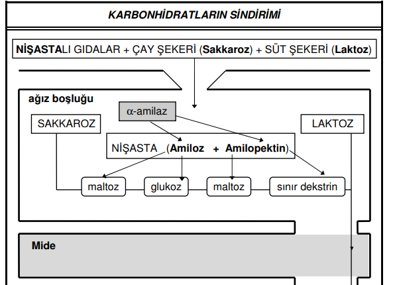 KARBONHİDRATLARIN SİNDİRİMİ
NİŞASTALI GIDALAR + ÇAY ŞEKERİ (Sakkaroz) + SÜT ŞEKERİ (Laktoz)
ağız boşluğu
α-amilaz
SAKKAROZ
LAKTOZ
NİŞASTA (Amiloz + Amilopektin)
maltoz glukoz maltoz sınır dekstrin
Mide